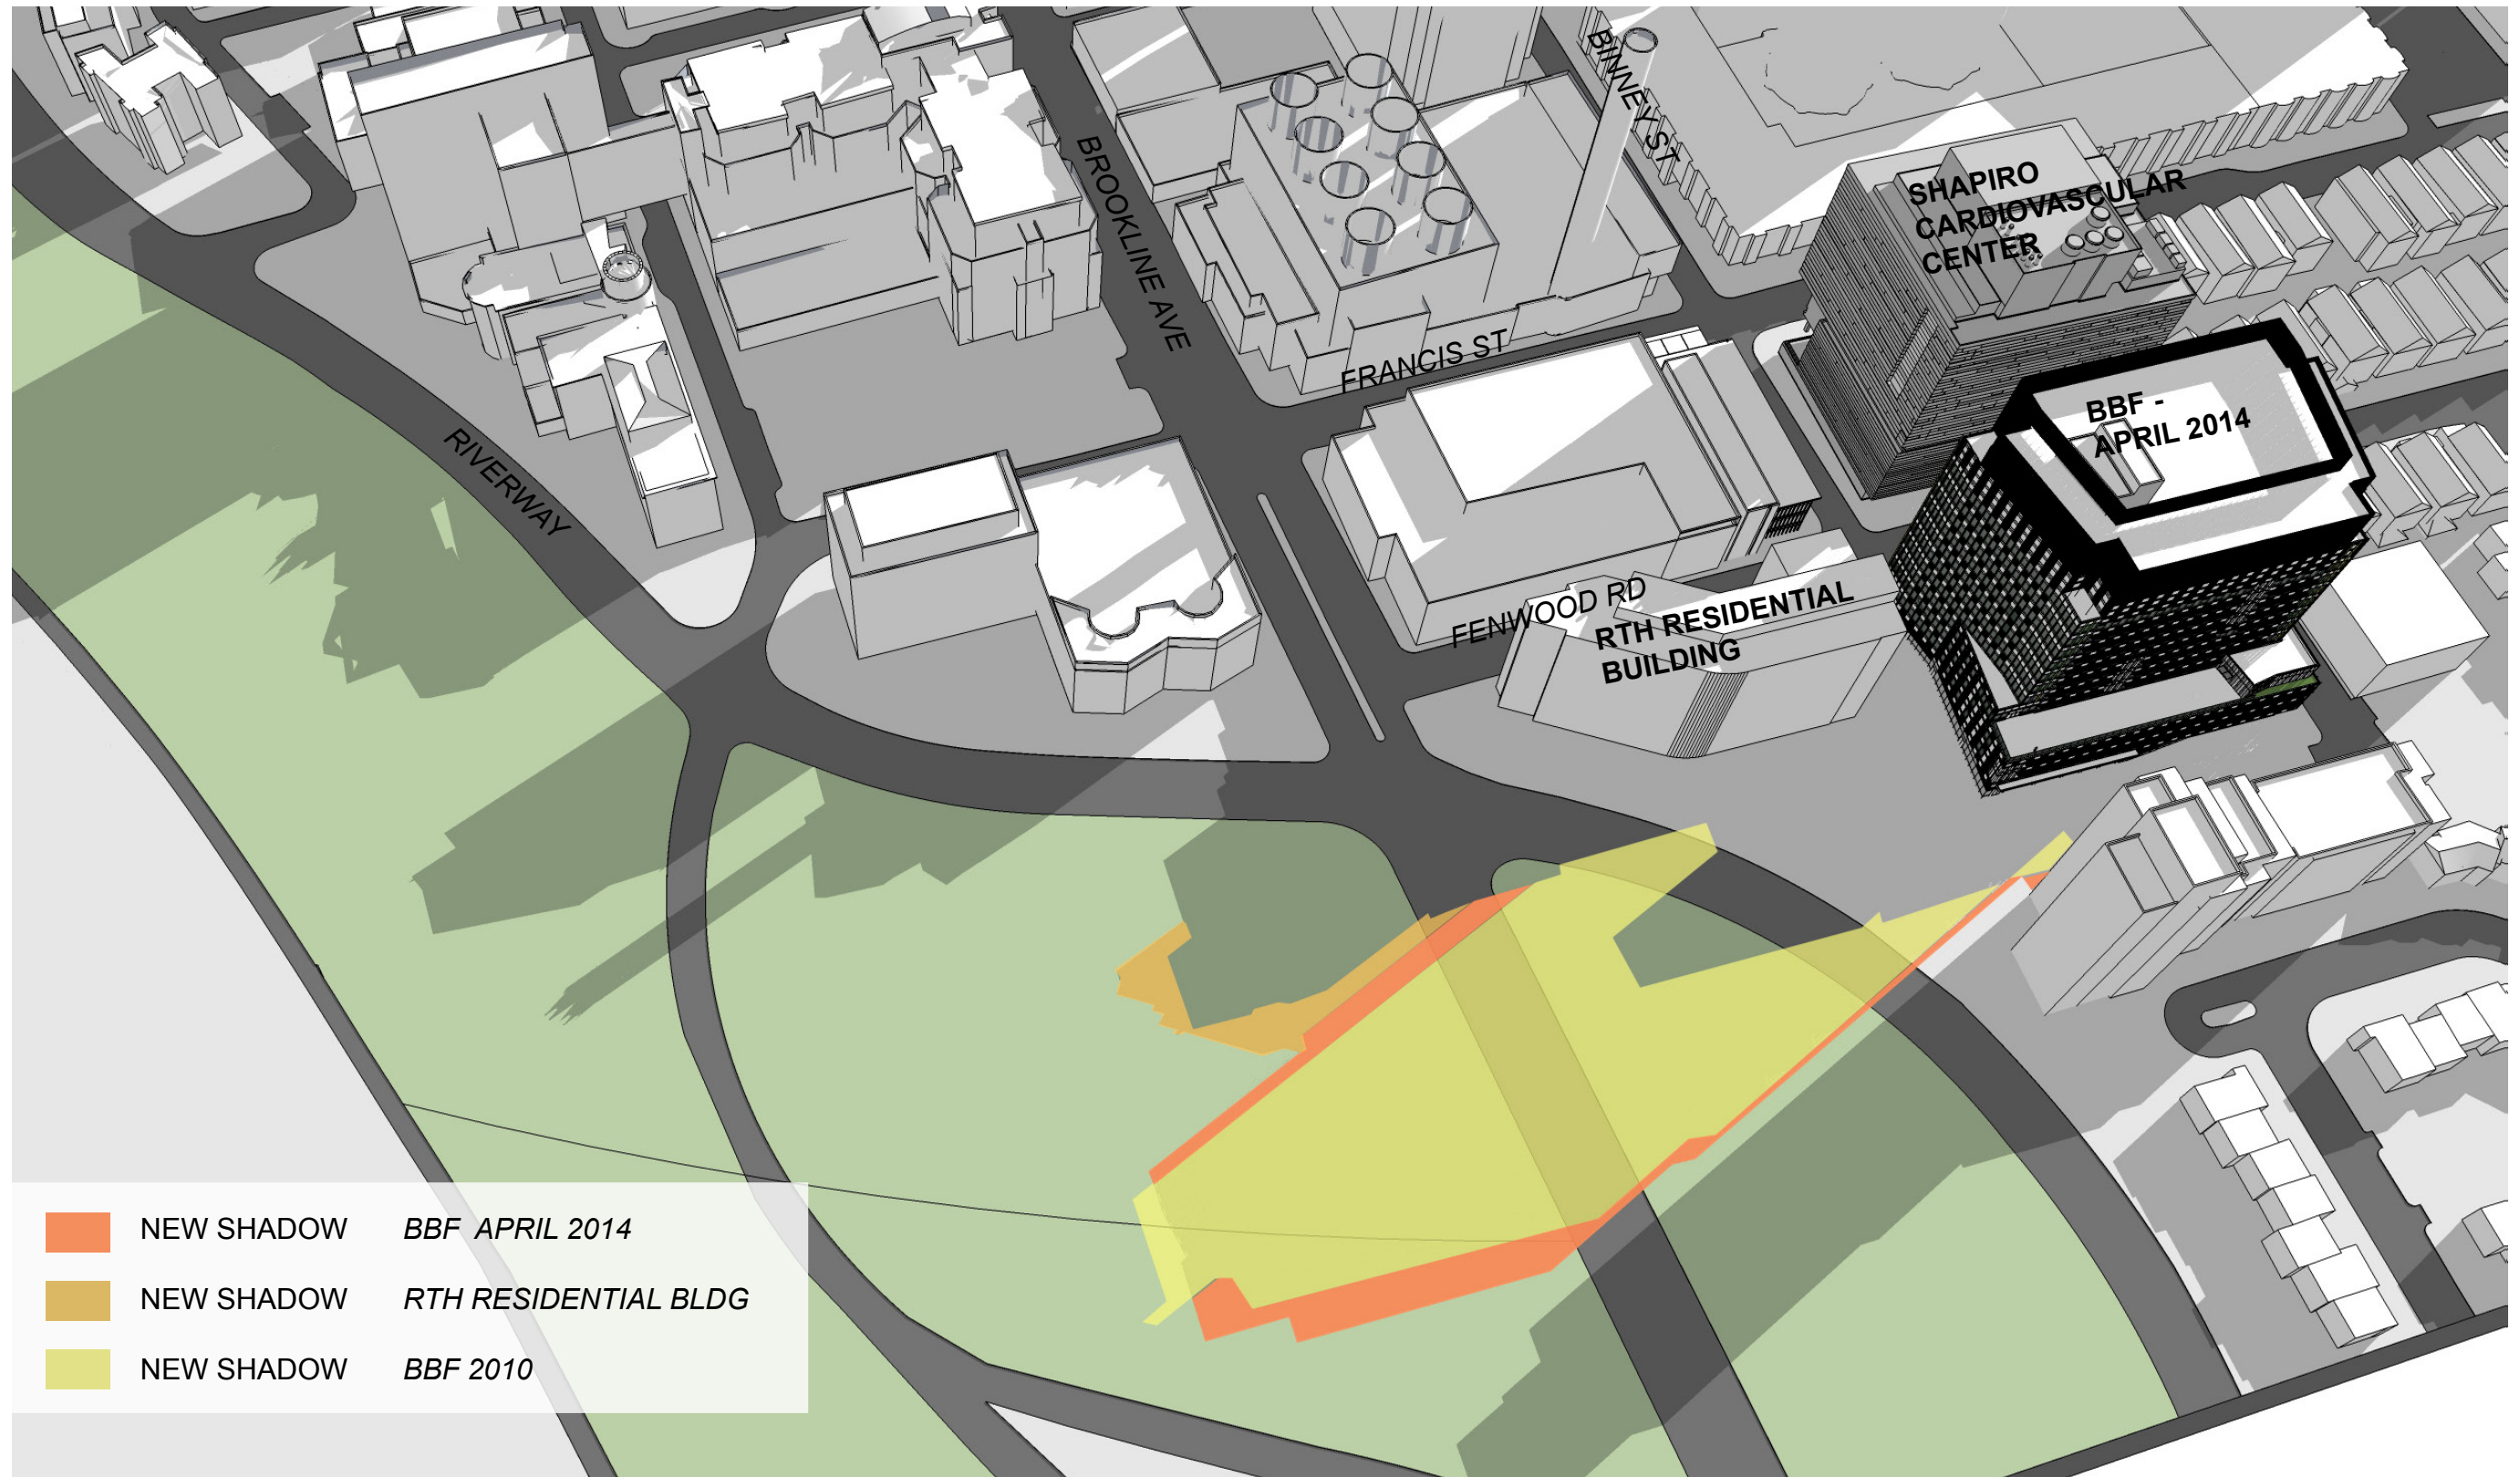 BINNEY ST
BROOKLINE AVE
SHAPIRO
CARDIOVASCULAR
CENTER
FRANCIS ST
BBF -
APRIL 2014
RIVERWAY
FENWOOD RD
RTH RESIDENTIAL
BUILDING
NEW SHADOW BBF APRIL 2014
NEW SHADOW RTH RESIDENTIAL BLDG
NEW SHADOW BBF 2010